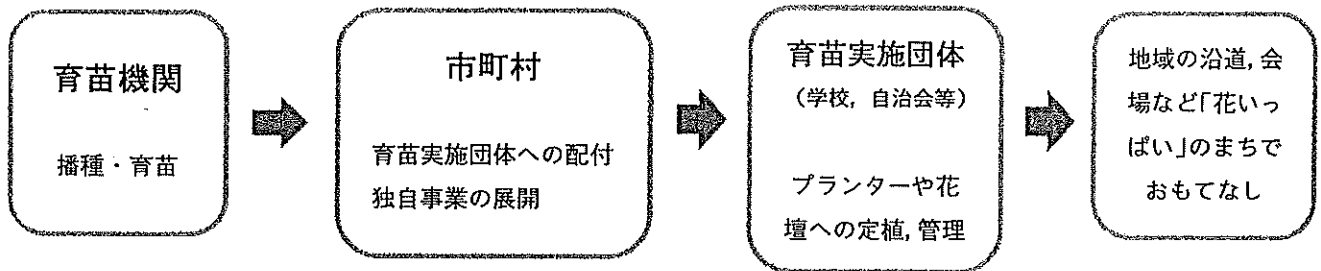 育苗機関
播種・育苗
市町村
育苗実施団体への配付
独自事業の展開
育苗実施団体
(学校，自治会等)
プランターや花
壇への定植，管理
地域の沿道，会
場など「花いっ
ぱい」のまちで
おもてなし